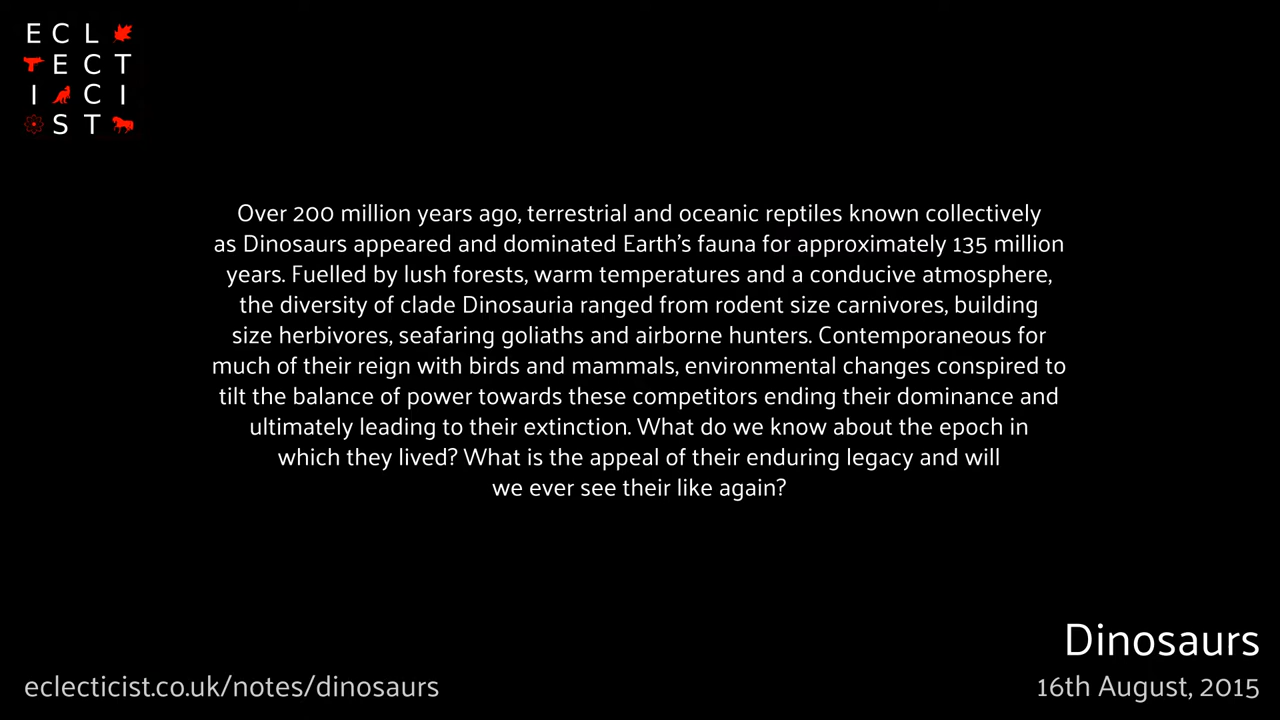 E C L
E C T
I C I
S T
Over 200 million years ago, terrestrial and oceanic reptiles known collectively
as Dinosaurs appeared and dominated Earth's fauna for approximately 135 million
years. Fuelled by lush forests, warm temperatures and a conducive atmosphere,
the diversity of clade Dinosauria ranged from rodent size carnivores, building
size herbivores, seafaring goliaths and airborne hunters. Contemporaneous for
much of their reign with birds and mammals, environmental changes conspired to
tilt the balance of power towards these competitors ending their dominance and
ultimately leading to their extinction. What do we know about the epoch in
which they lived? What is the appeal of their enduring legacy and will
we ever see their like again?
Dinosaurs
eclecticist.co.uk/notes/dinosaurs
16th August, 2015